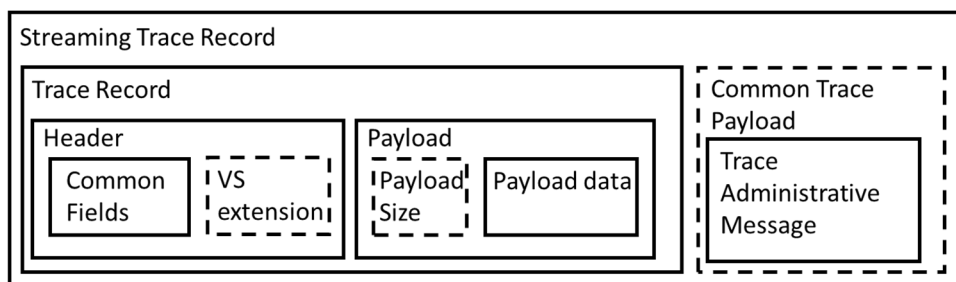 Streaming Trace Record
Trace Record
Header
Common
Fields
VS
extension
Payload
Payload
Size
Payload data
Common Trace
Payload
Trace
Administrative
Message